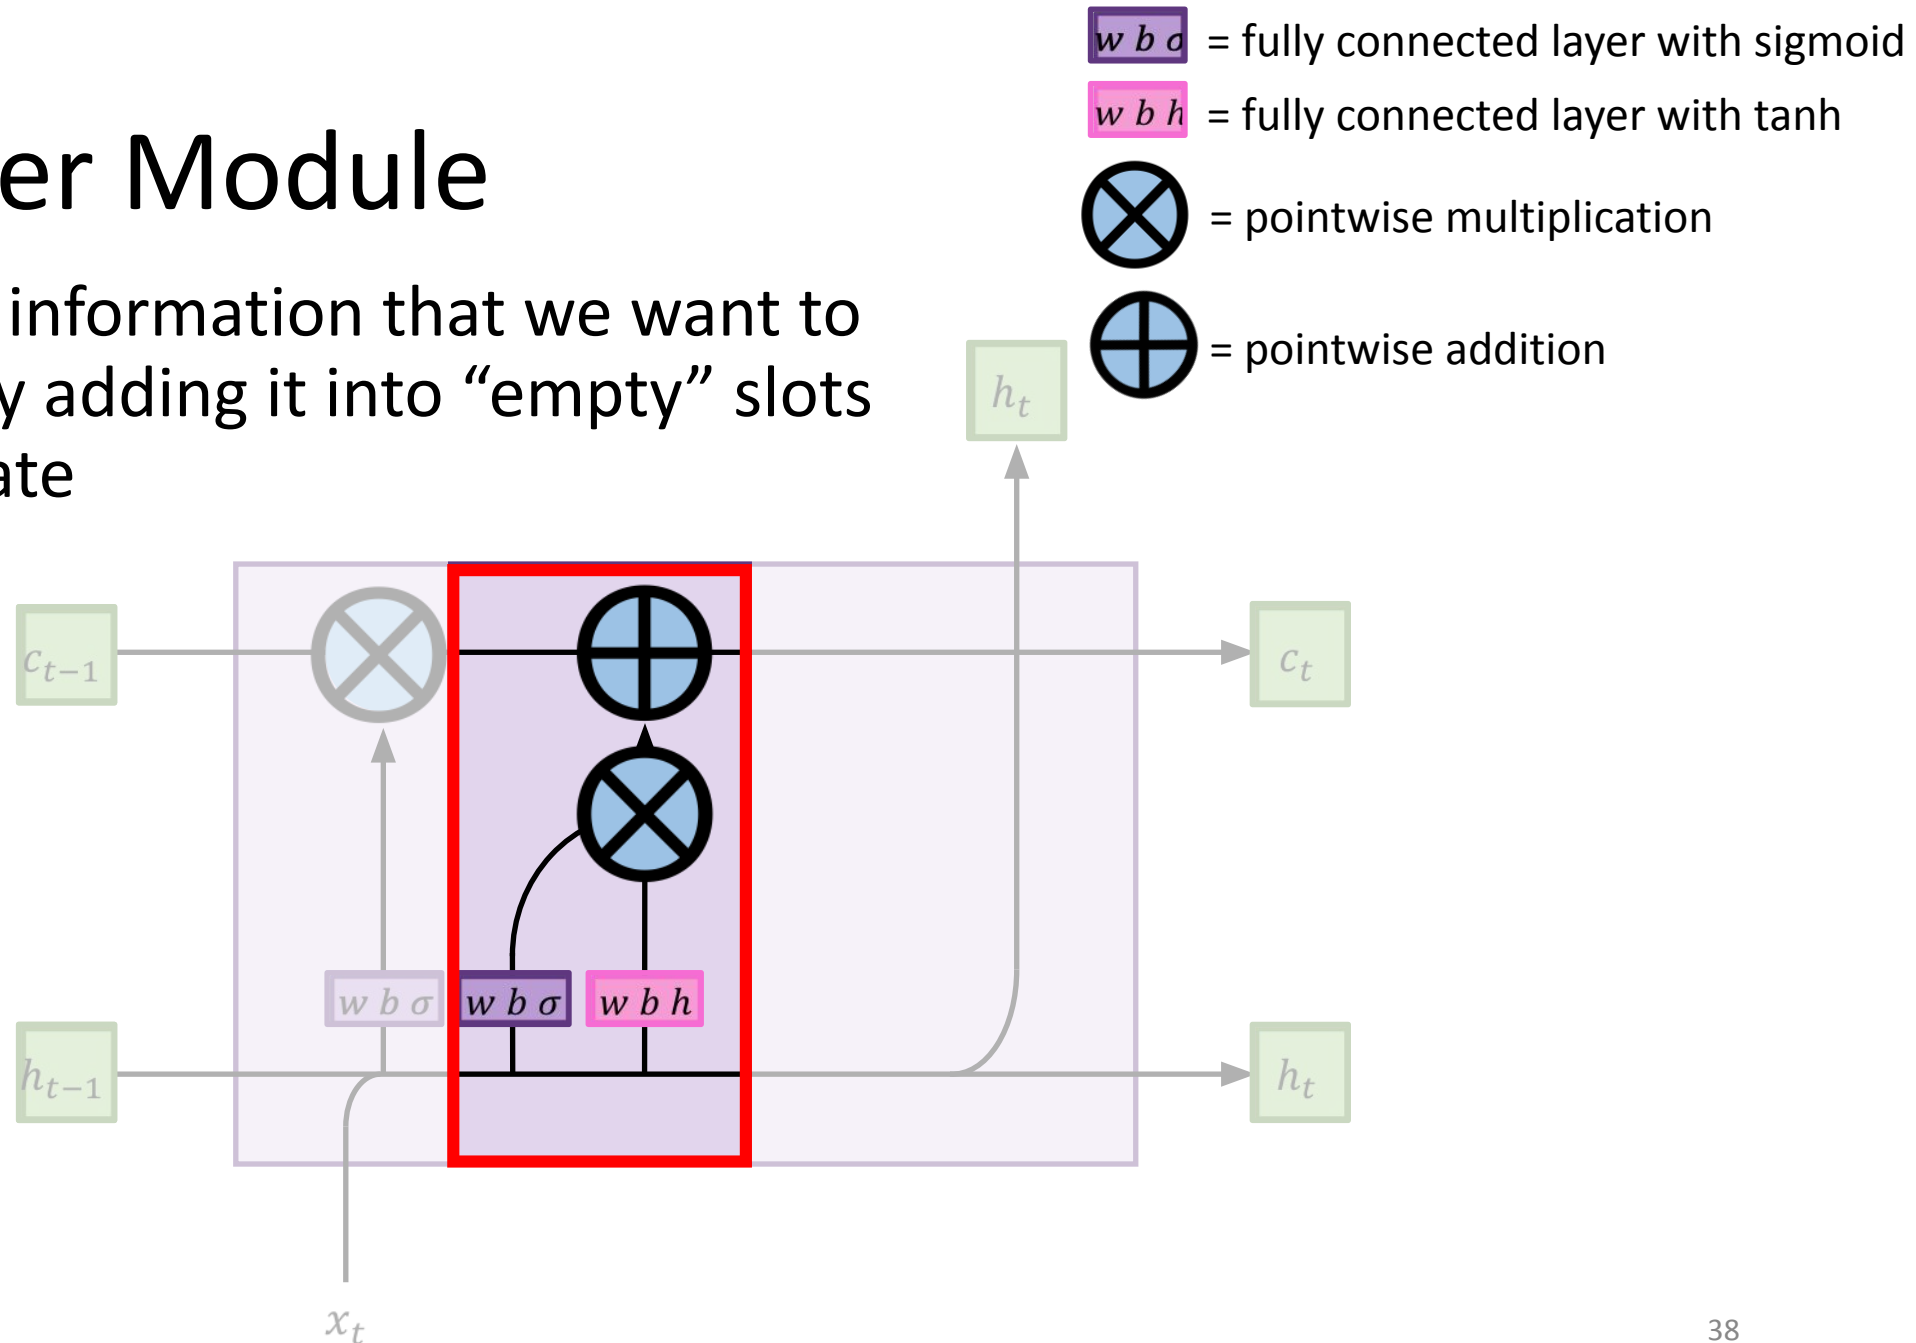 w b σ = fully connected layer with sigmoid
w b h = fully connected layer with tanh
er Module
= pointwise multiplication
information that we want to
= pointwise addition
y adding it into “empty” slots
h_t
ate
c_{t−1}
c_t
w b σ
w b σ
w b h
h_{t−1}
h_t
x_t
38